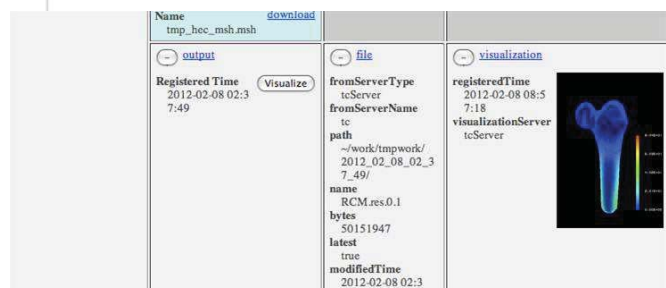 Name download
tmp_hec_msh.msh
- output
Registered Time Visualize
2012-02-08 02:3
7:49
- file
fromServerType
tcServer
fromServerName
tc
path
~/work/tmpwork/
2012_02_08_02_3
7_49/
name
RCM.res.0.1
bytes
50151947
latest
true
modifiedTime
2012-02-08 02:3
- visualization
registeredTime
2012-02-08 08:5
7:18
visualizationServer
tcServer